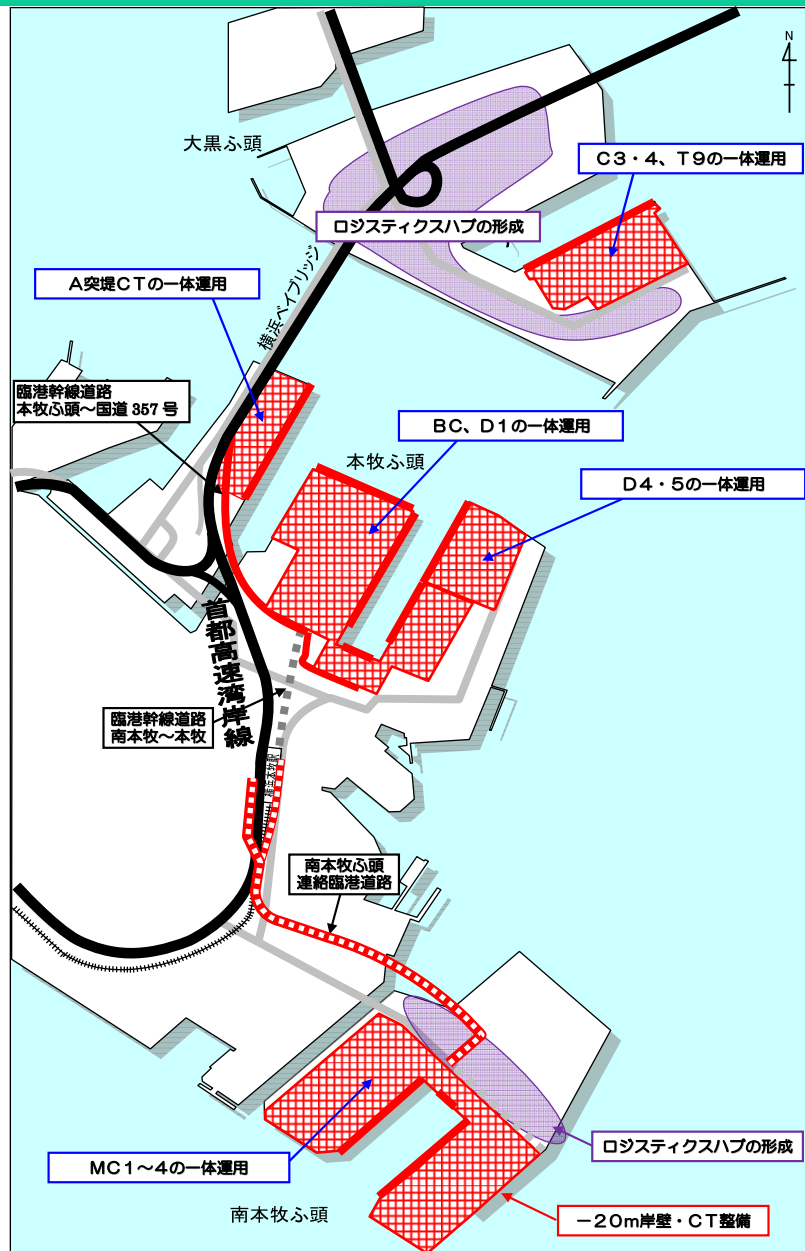 N
大黒ふ頭
C3・4、T9の一体運用
ロジスティクスハブの形成
横浜ベイブリッジ
A突堤CTの一体運用
臨港幹線道路
本牧ふ頭～国道357号
BC、D1の一体運用
本牧ふ頭
D4・5の一体運用
首都高速湾岸線
臨港幹線道路
南本牧～本牧
横浜本牧駅
南本牧ふ頭
連絡臨港道路
ロジスティクスハブの形成
MC1～4の一体運用
南本牧ふ頭
－20m岸壁・CT整備